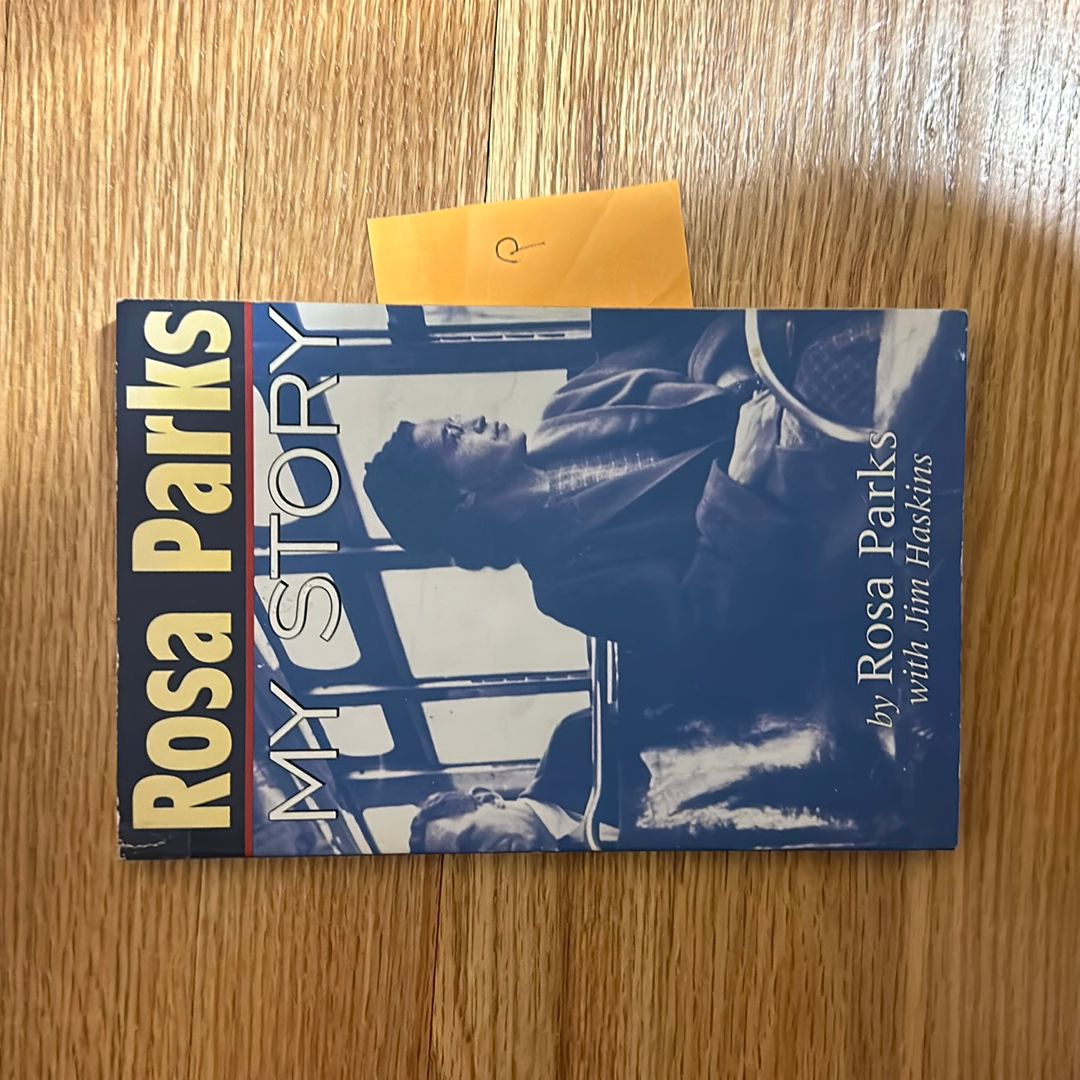 Rosa Parks
MY STORY
by Rosa Parks
with Jim Haskins